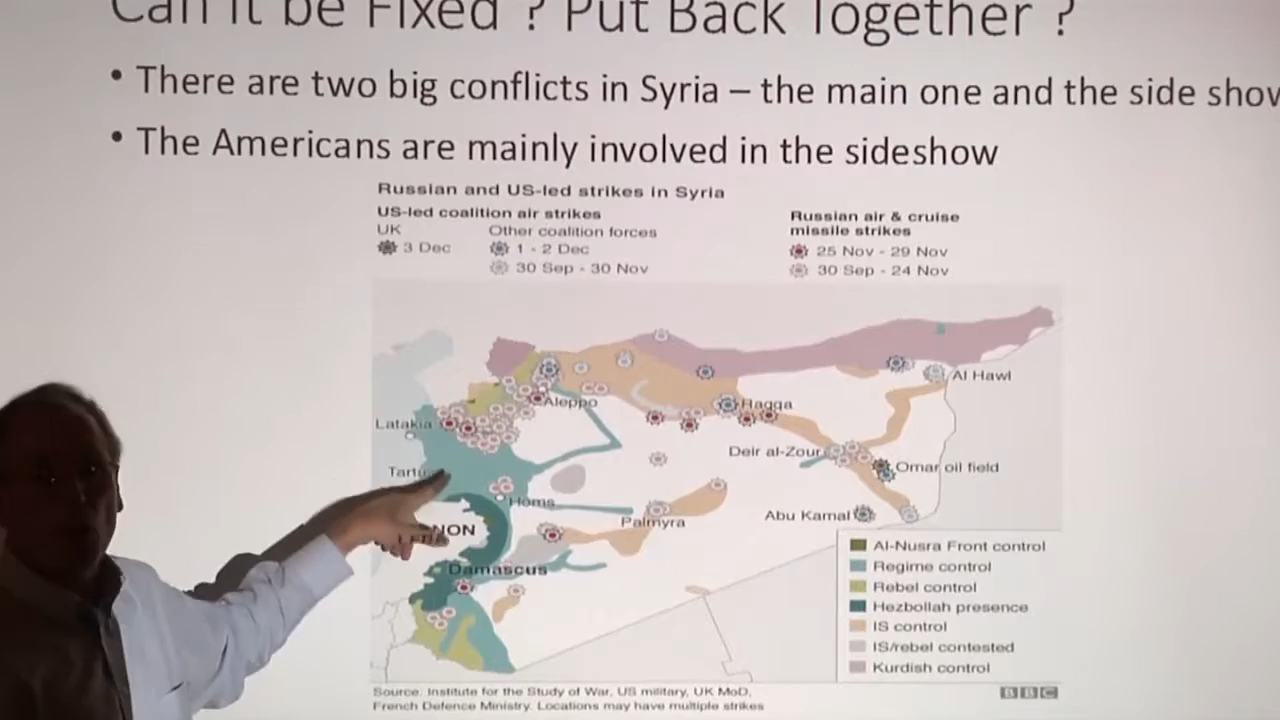 Can it be Fixed ? Put Back Together ?
• There are two big conflicts in Syria – the main one and the side show
• The Americans are mainly involved in the sideshow
Russian and US-led strikes in Syria
US-led coalition air strikes
UK
3 Dec
Other coalition forces
1 - 2 Dec
30 Sep - 30 Nov
Russian air & cruise
missile strikes
25 Nov - 29 Nov
30 Sep - 24 Nov
Al Hawl
Aleppo
Raqqa
Latakia
Deir al-Zour
Omar oil field
Homs
Abu Kamal
Palmyra
NON
Damascus
Al-Nusra Front control
Regime control
Rebel control
Hezbollah presence
IS control
IS/rebel contested
Kurdish control
Source: Institute for the Study of War, US military, UK MoD,
French Defence Ministry. Locations may have multiple strikes
BBC